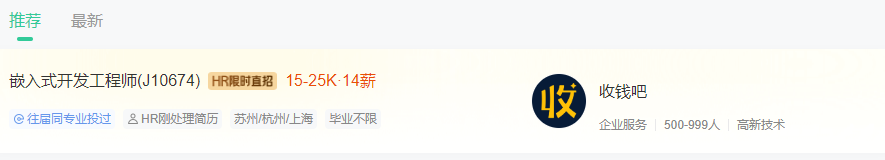 推荐 最新
嵌入式开发工程师(J10674) HR限时直招 15-25K·14薪
往届同专业投过 HR刚处理简历 苏州/杭州/上海 毕业不限
收
收钱吧
企业服务 500-999人 高新技术